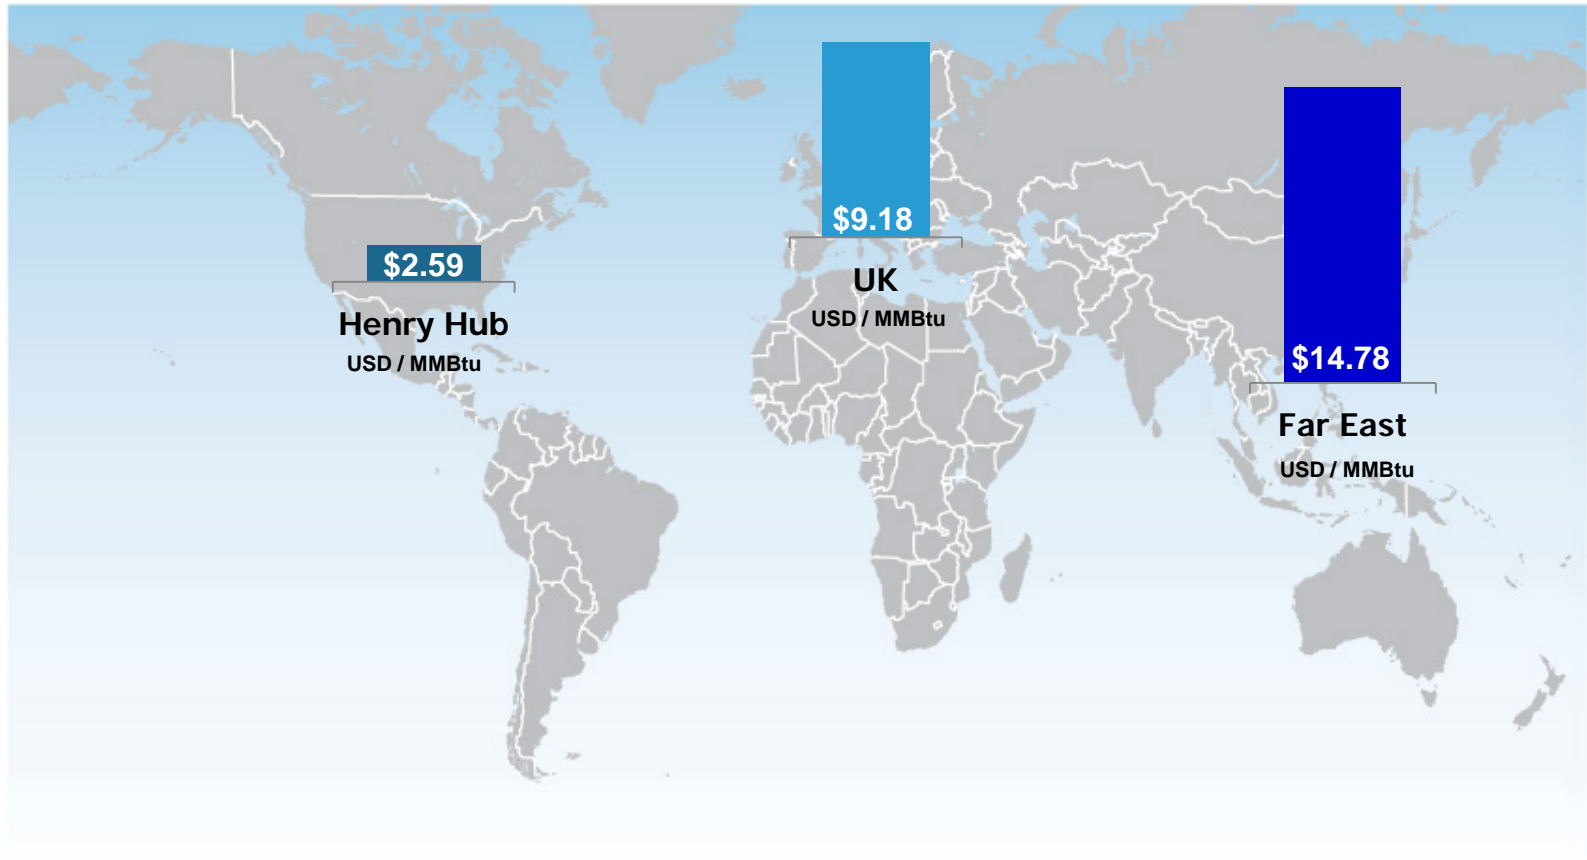 $2.59
Henry Hub
USD / MMBtu
$9.18
UK
USD / MMBtu
$14.78
Far East
USD / MMBtu